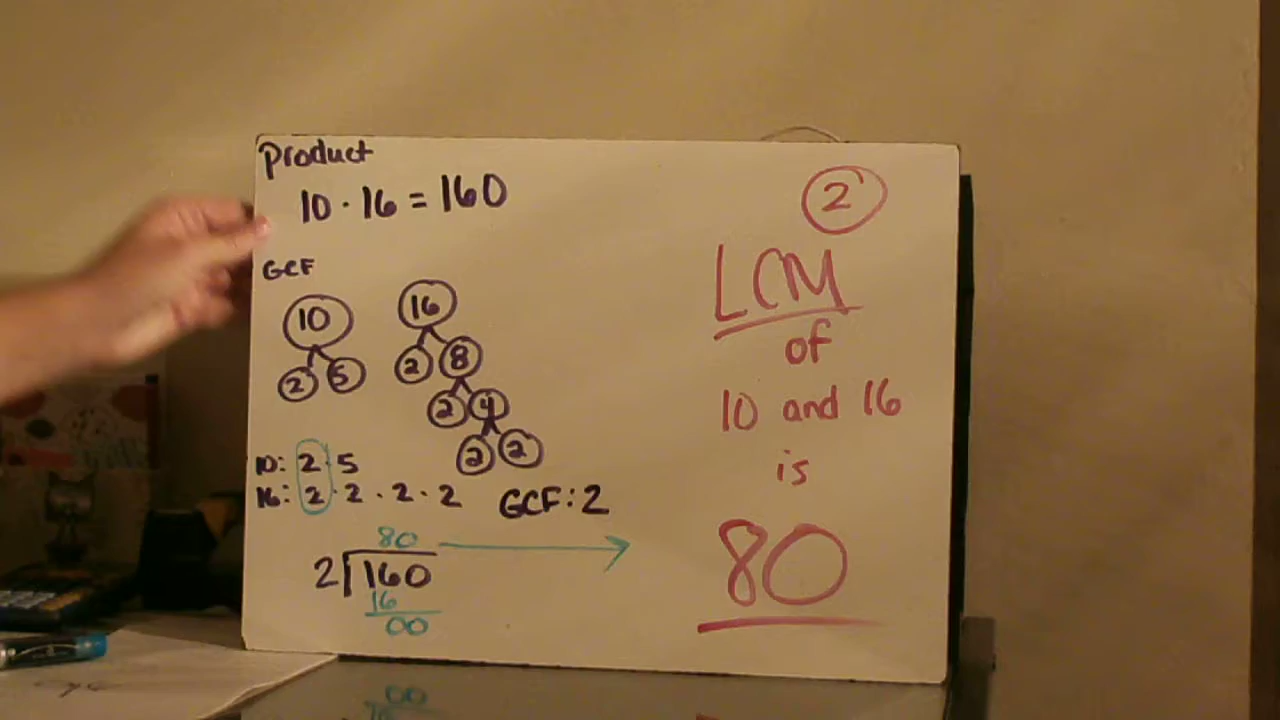 Product
10 · 16 = 160
GCF
10
2 5
16
2 8
2 4
2 2
10: 2 · 5
16: 2 · 2 · 2 · 2
GCF: 2
80
2 160
16
00
2
LCM
of
10 and 16
is
80